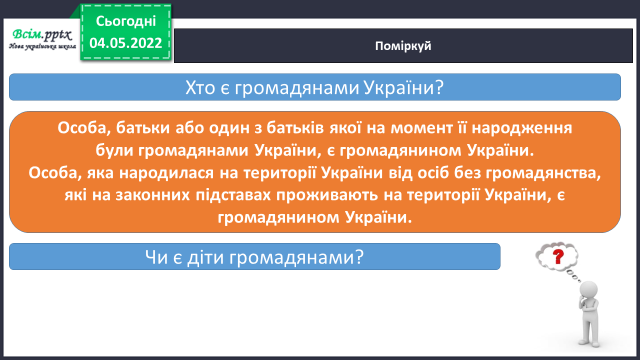 Всім.pptx
Нова українська школа
Сьогодні
04.05.2022
Поміркуй
Хто є громадянами України?
Особа, батьки або один з батьків якої на момент її народження
були громадянами України, є громадянином України.
Особа, яка народилася на території України від осіб без громадянства,
які на законних підставах проживають на території України, є
громадянином України.
Чи є діти громадянами?
?